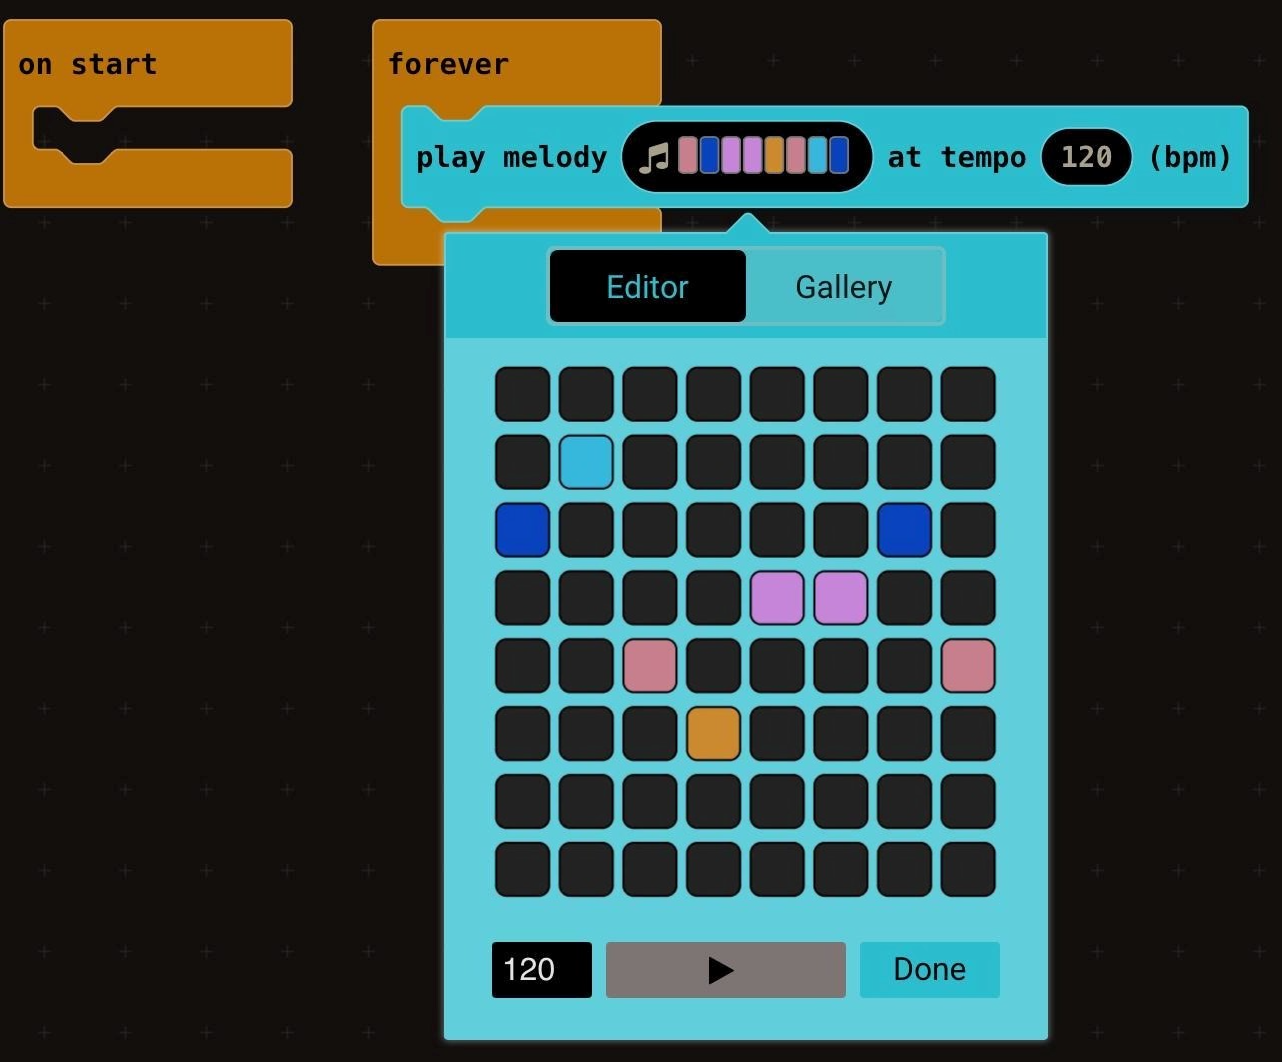 on start
forever
play melody at tempo 120 (bpm)
Editor Gallery
120 Done